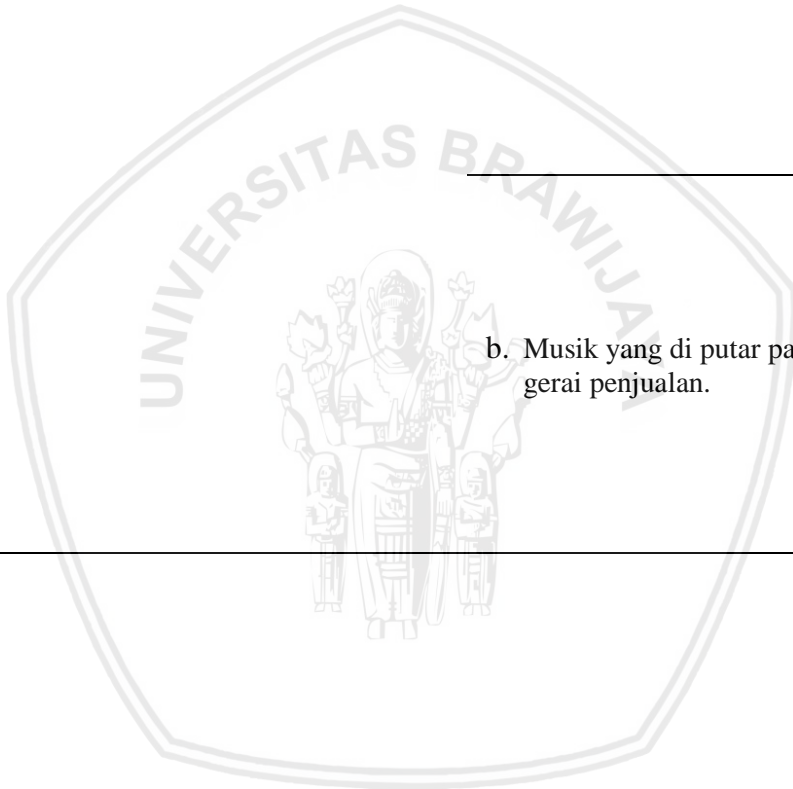 UNIVERSITAS BRAWIJAYA
b. Musik yang di putar pa
gerai penjualan.